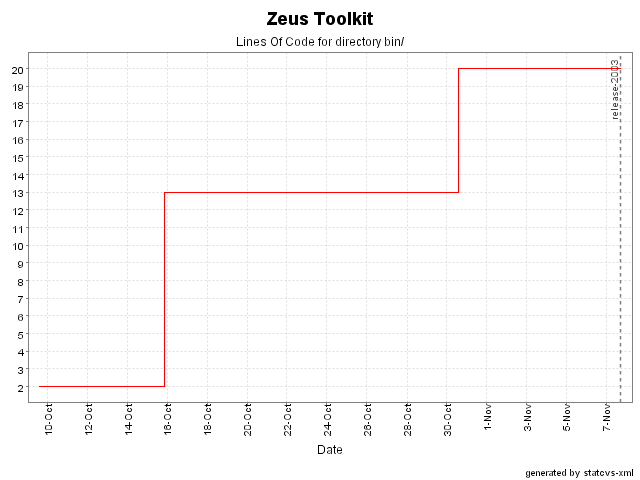 Zeus Toolkit
Lines Of Code for directory bin/
20
19
18
17
16
15
14
13
12
11
10
9
8
7
6
5
4
3
2
release-2003
10-Oct
12-Oct
14-Oct
16-Oct
18-Oct
20-Oct
22-Oct
24-Oct
26-Oct
28-Oct
30-Oct
1-Nov
3-Nov
5-Nov
7-Nov
Date
generated by statcvs-xml